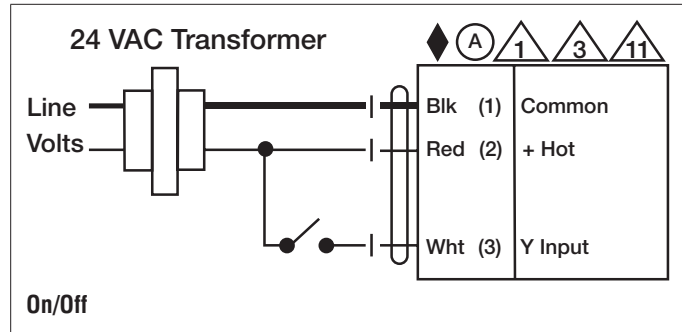 24 VAC Transformer
A 1 3 11
Line
Volts
Blk (1) Common
Red (2) + Hot
Wht (3) Y Input
On/Off